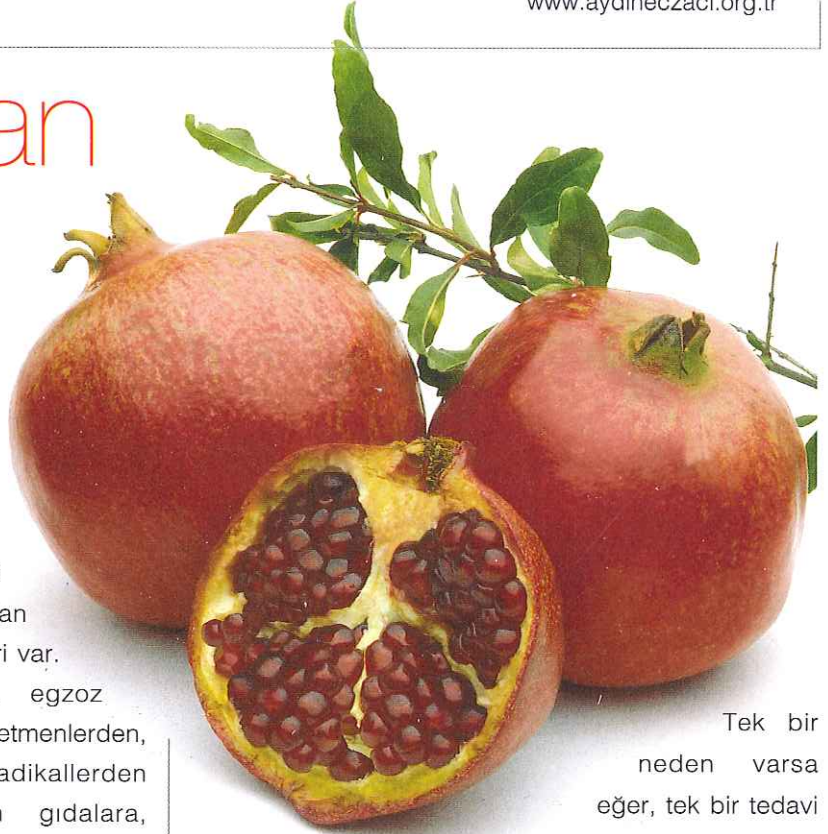 www.aydineczaci.org.tr
an
an
ri var.
egzoz
etmenlerden,
adikallerden
gıdalara,
Tek bir
neden varsa
eğer, tek bir tedavi